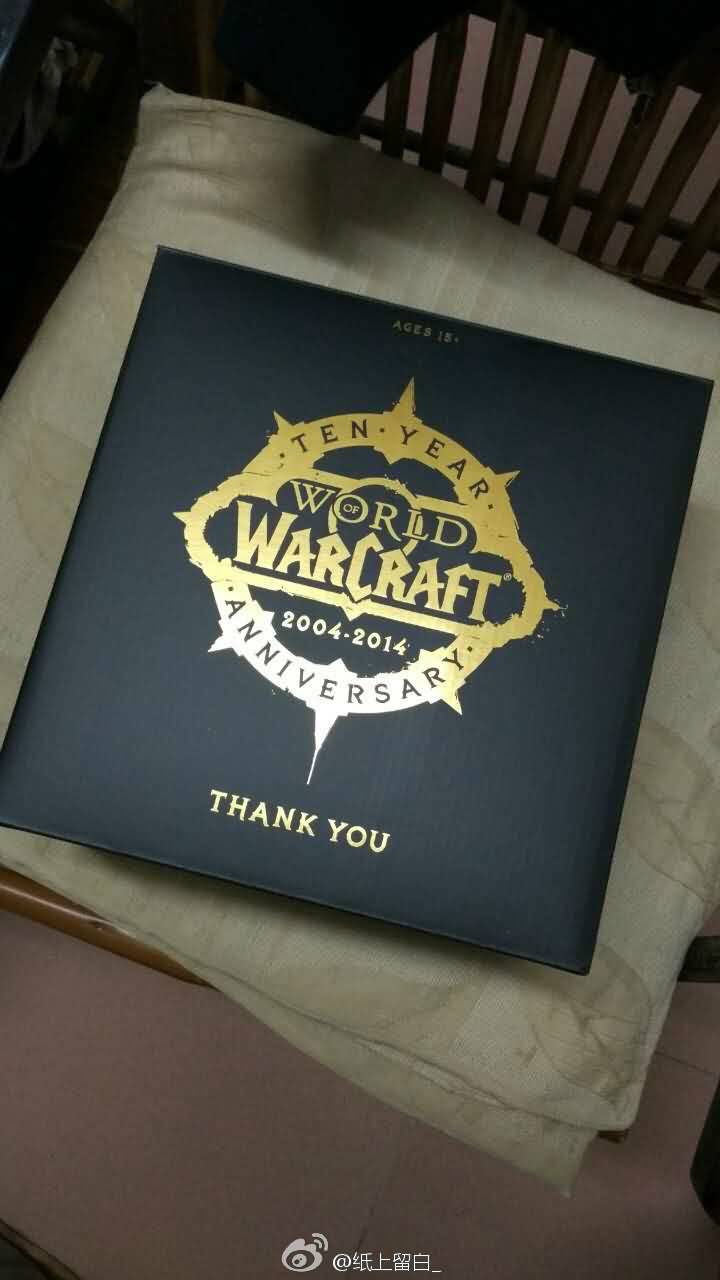 AGES 15+
·TEN·YEAR·
WORLD
OF
WARCRAFT®
2004-2014
ANNIVERSARY
THANK YOU
@纸上留白_